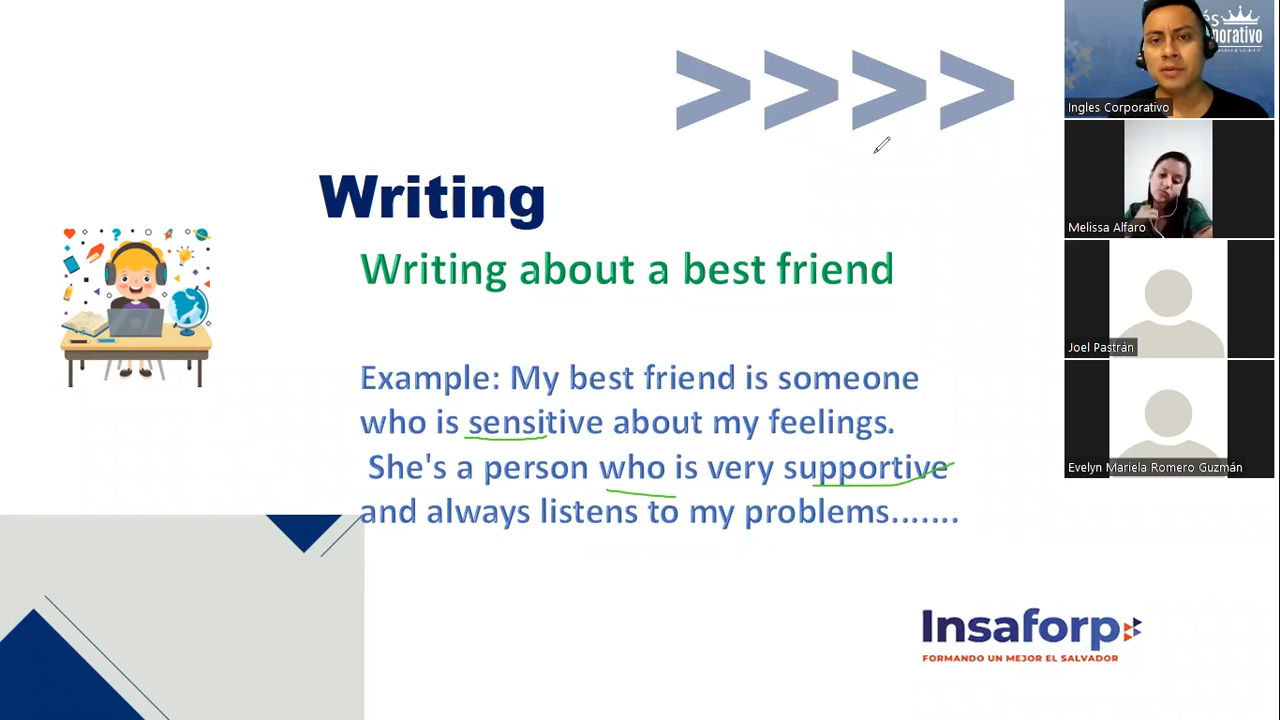 Writing
Writing about a best friend
Example: My best friend is someone
who is sensitive about my feelings.
She's a person who is very supportive
and always listens to my problems.......
Insaforp
FORMANDO UN MEJOR EL SALVADOR
Ingles Corporativo
Melissa Alfaro
Joel Pastrán
Evelyn Mariela Romero Guzmán